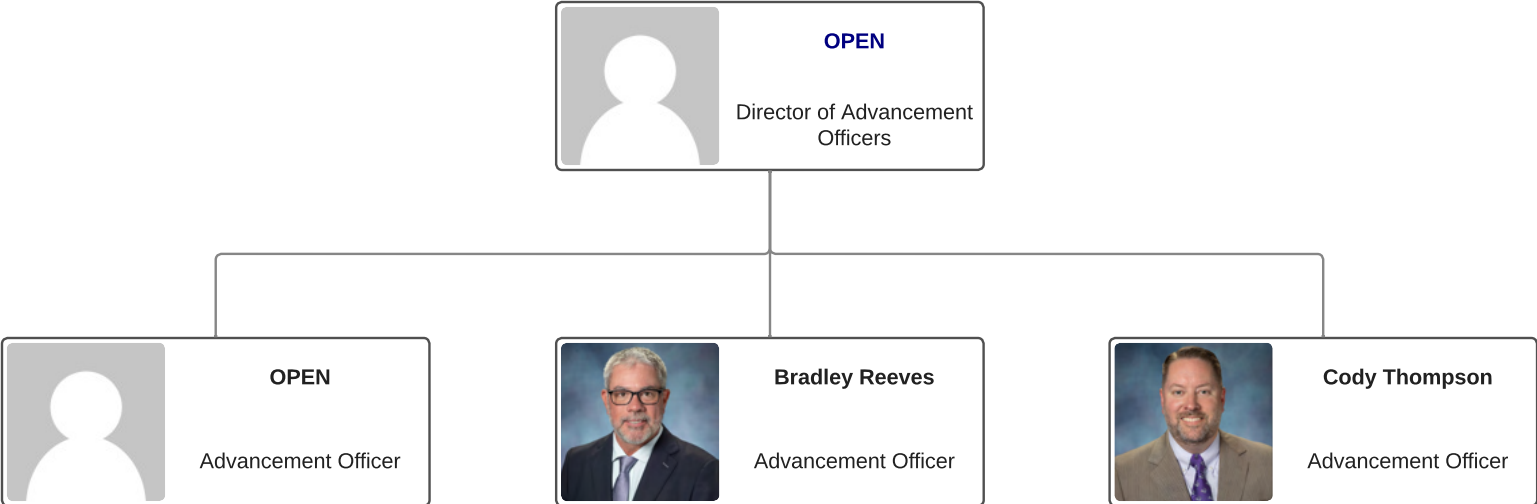 OPEN
Director of Advancement
Officers
OPEN
Advancement Officer
Bradley Reeves
Advancement Officer
Cody Thompson
Advancement Officer